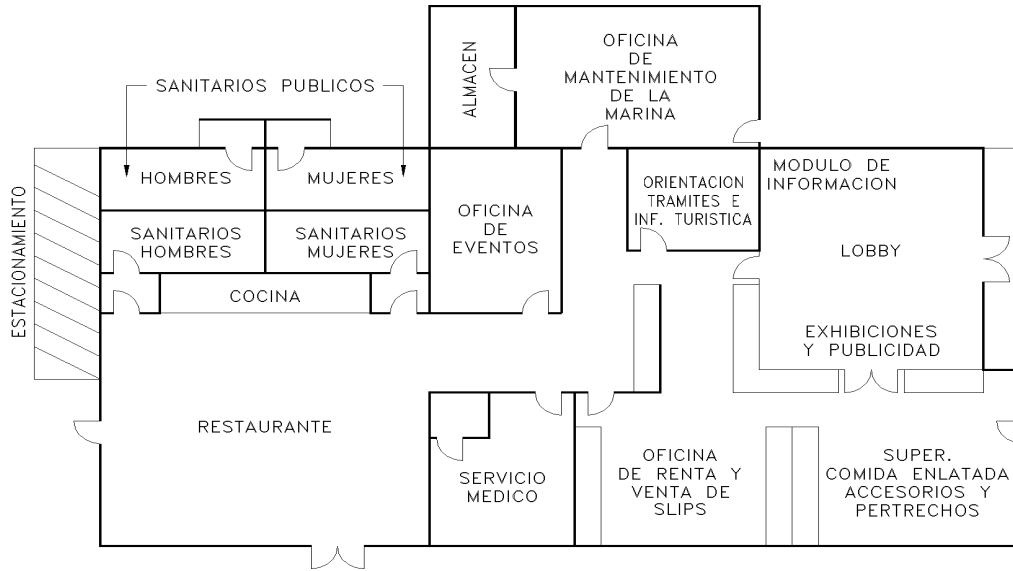 ALMACEN
OFICINA
DE
MANTENIMIENTO
DE LA
MARINA
SANITARIOS PUBLICOS
HOMBRES
MUJERES
SANITARIOS
HOMBRES
SANITARIOS
MUJERES
OFICINA
DE
EVENTOS
ORIENTACION
TRAMITES E
INF. TURISTICA
MODULO DE
INFORMACION
LOBBY
ESTACIONAMIENTO
COCINA
EXHIBICIONES
Y PUBLICIDAD
RESTAURANTE
SERVICIO
MEDICO
OFICINA
DE RENTA Y
VENTA DE
SLIPS
SUPER.
COMIDA ENLATADA
ACCESORIOS Y
PERTRECHOS